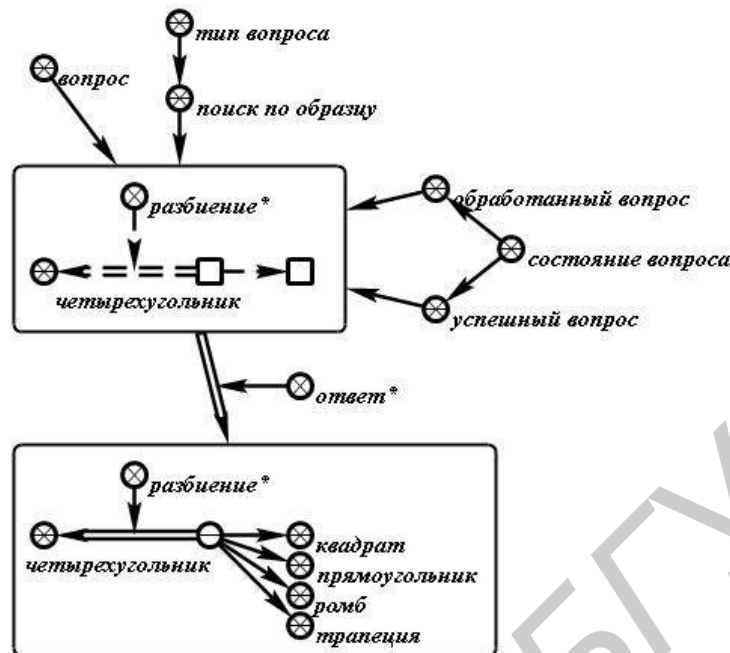 тип вопроса
вопрос
поиск по образцу
разбиение*
обработанный вопрос
состояние вопроса
четырехугольник
успешный вопрос
ответ*
разбиение*
квадрат
четырехугольник
прямоугольник
ромб
трапеция
БГУ